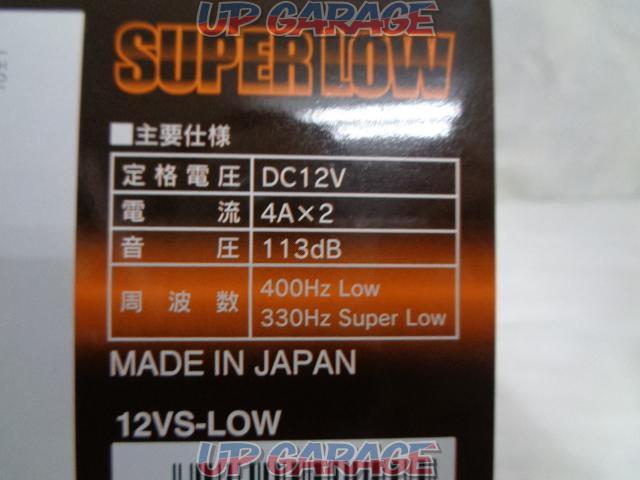 UP GARAGE
SUPER LOW
■主要仕様
定格電圧 DC12V
電流 4A×2
音圧 113dB
周波数 400Hz Low
330Hz Super Low
MADE IN JAPAN
12VS-LOW
UP GARAGE